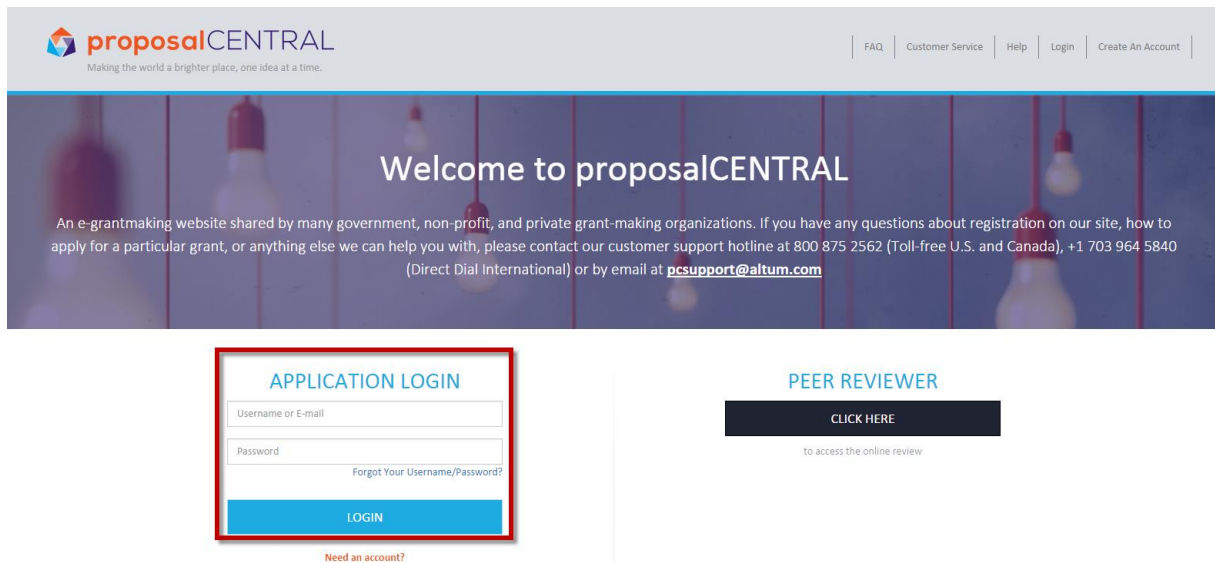 proposalCENTRAL
Making the world a brighter place, one idea at a time.
FAQ
Customer Service
Help
Login
Create An Account
Welcome to proposalCENTRAL
An e-grantmaking website shared by many government, non-profit, and private grant-making organizations. If you have any questions about registration on our site, how to
apply for a particular grant, or anything else we can help you with, please contact our customer support hotline at 800 875 2562 (Toll-free U.S. and Canada), +1 703 964 5840
(Direct Dial International) or by email at pcsupport@altum.com
APPLICATION LOGIN
Username or E-mail
Password
Forgot Your Username/Password?
LOGIN
Need an account?
PEER REVIEWER
CLICK HERE
to access the online review